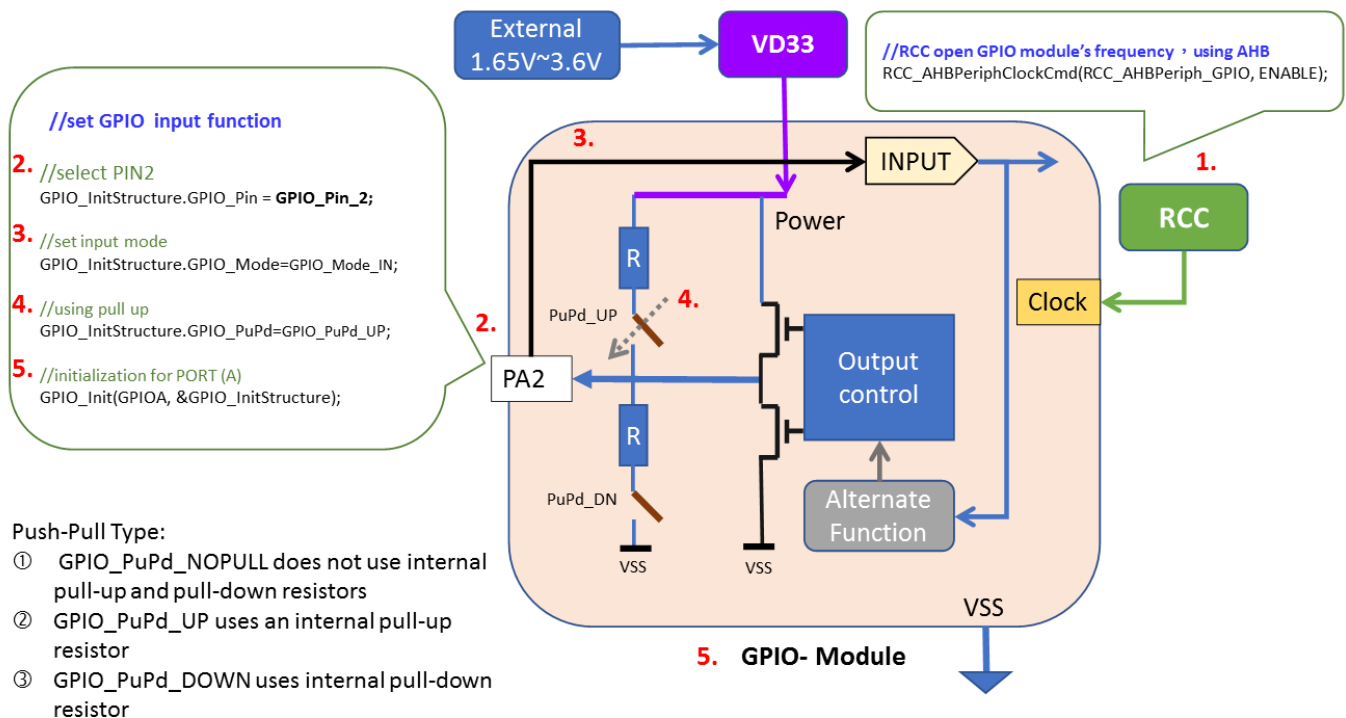 External
1.65V~3.6V
VD33
//RCC open GPIO module's frequency，using AHB
RCC_AHBPeriphClockCmd(RCC_AHBPeriph_GPIO, ENABLE);
//set GPIO input function
2.
//select PIN2
GPIO_InitStructure.GPIO_Pin = GPIO_Pin_2;
3.
//set input mode
GPIO_InitStructure.GPIO_Mode=GPIO_Mode_IN;
4.
//using pull up
GPIO_InitStructure.GPIO_PuPd=GPIO_PuPd_UP;
5.
//initialization for PORT (A)
GPIO_Init(GPIOA, &GPIO_InitStructure);
3.
INPUT
1.
RCC
Power
R
4.
PuPd_UP
Clock
2.
PA2
Output
control
R
PuPd_DN
Alternate
Function
VSS
VSS
VSS
5. GPIO- Module
Push-Pull Type:
① GPIO_PuPd_NOPULL does not use internal
pull-up and pull-down resistors
② GPIO_PuPd_UP uses an internal pull-up
resistor
③ GPIO_PuPd_DOWN uses internal pull-down
resistor